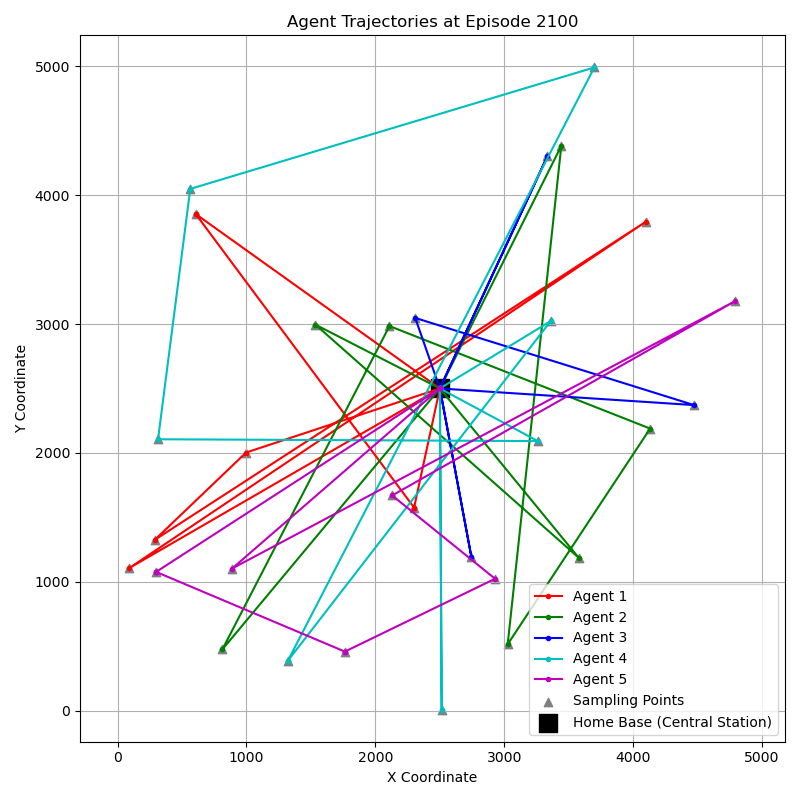 Agent Trajectories at Episode 2100
Y Coordinate
5000
4000
3000
2000
1000
0
Agent 1
Agent 2
Agent 3
Agent 4
Agent 5
Sampling Points
Home Base (Central Station)
0 1000 2000 3000 4000 5000
X Coordinate